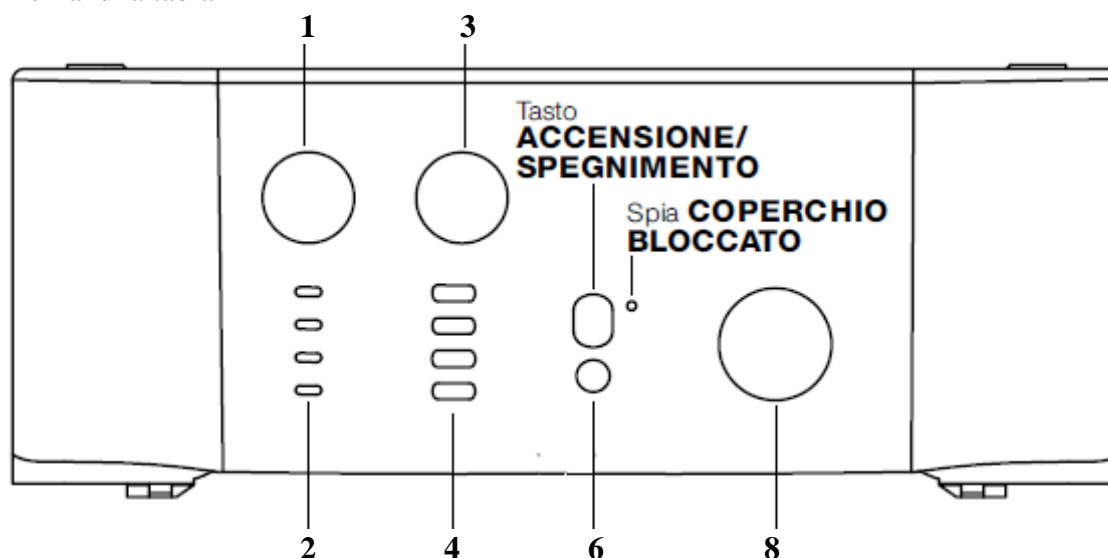 1 3
Tasto
ACCENSIONE/
SPEGNIMENTO
Spia COPERCHIO
BLOCCATO
2 4 6 8